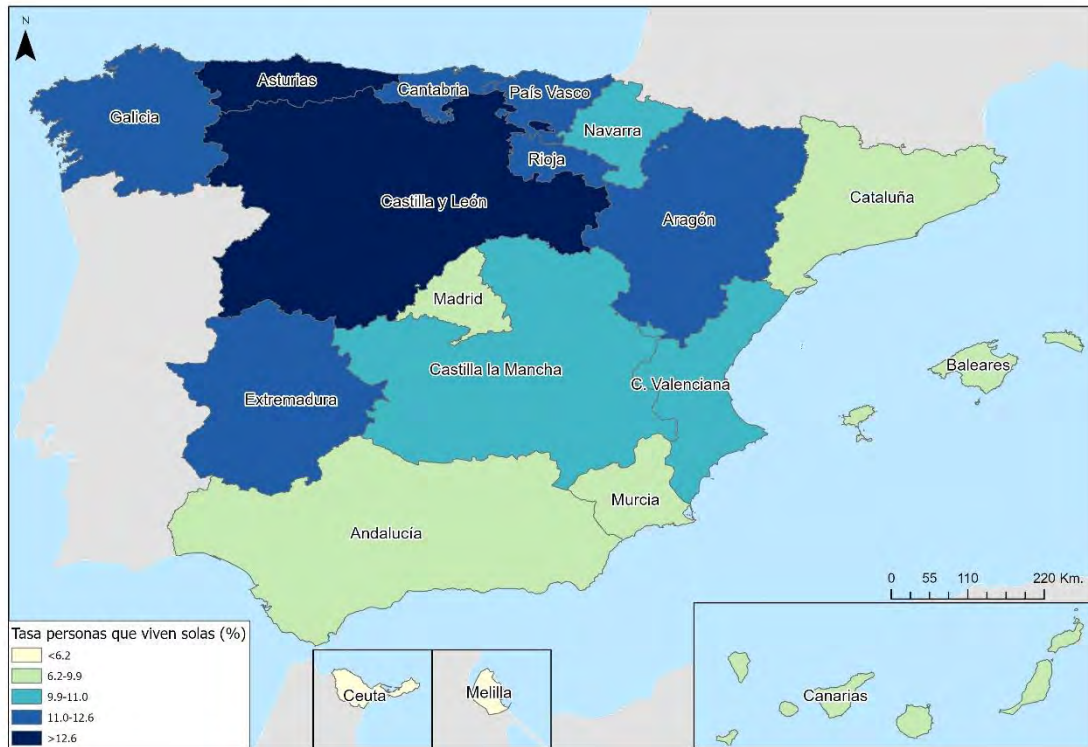 N
Asturias
Cantabria
País Vasco
Galicia
Navarra
Rioja
Castilla y León
Cataluña
Aragón
Madrid
Castilla la Mancha
C. Valenciana
Baleares
Extremadura
Murcia
Andalucía
0 55 110 220 Km.
Tasa personas que viven solas (%)
<6.2
6.2-9.9
9.9-11.0
11.0-12.6
>12.6
Ceuta
Melilla
Canarias